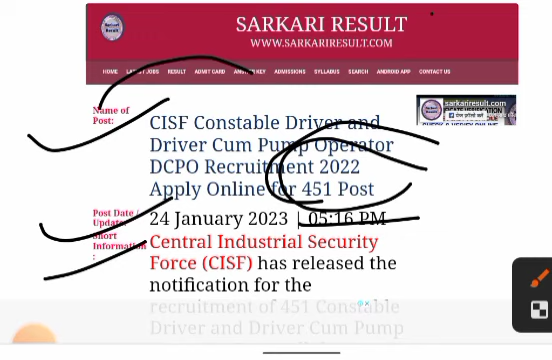 SARKARI RESULT
WWW.SARKARIRESULT.COM
HOME LATEST JOBS RESULT ADMIT CARD ANSWER KEY ADMISSIONS SYLLABUS SEARCH ANDROID APP CONTACT US
sarkariresult.com
Name of
Post:
CISF Constable Driver and
Driver Cum Pump Operator
DCPO Recruitment 2022
Apply Online for 451 Post
Post Date /
Update:
24 January 2023 | 05:16 PM
Short
Information
:
Central Industrial Security
Force (CISF) has released the
notification for the
recruitment of 451 Constable
Driver and Driver Cum Pump